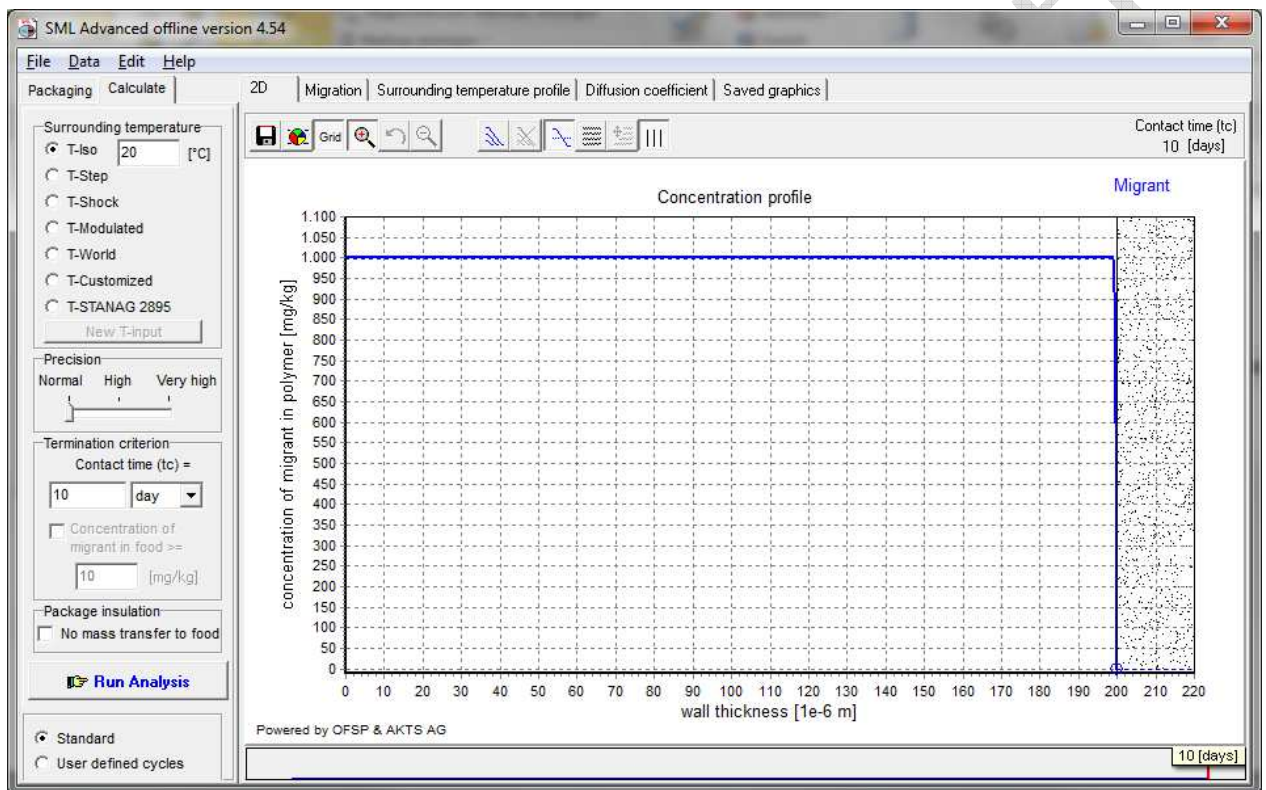 SML Advanced offline version 4.54
File Data Edit Help
Packaging Calculate
2D Migration Surrounding temperature profile Diffusion coefficient Saved graphics
Surrounding temperature
T-Iso 20 [°C]
T-Step
T-Shock
T-Modulated
T-World
T-Customized
T-STANAG 2895
New T-input
Precision
Normal High Very high
Termination criterion
Contact time (tc) =
10 day
Concentration of
migrant in food >=
10 [mg/kg]
Package insulation
No mass transfer to food
Run Analysis
Standard
User defined cycles
Grid
Contact time (tc)
10 [days]
Migrant
Concentration profile
concentration of migrant in polymer [mg/kg]
1.100
1.050
1.000
950
900
850
800
750
700
650
600
550
500
450
400
350
300
250
200
150
100
50
0
0 10 20 30 40 50 60 70 80 90 100 110 120 130 140 150 160 170 180 190 200 210 220
wall thickness [1e-6 m]
Powered by OFSP & AKTS AG
10 [days]